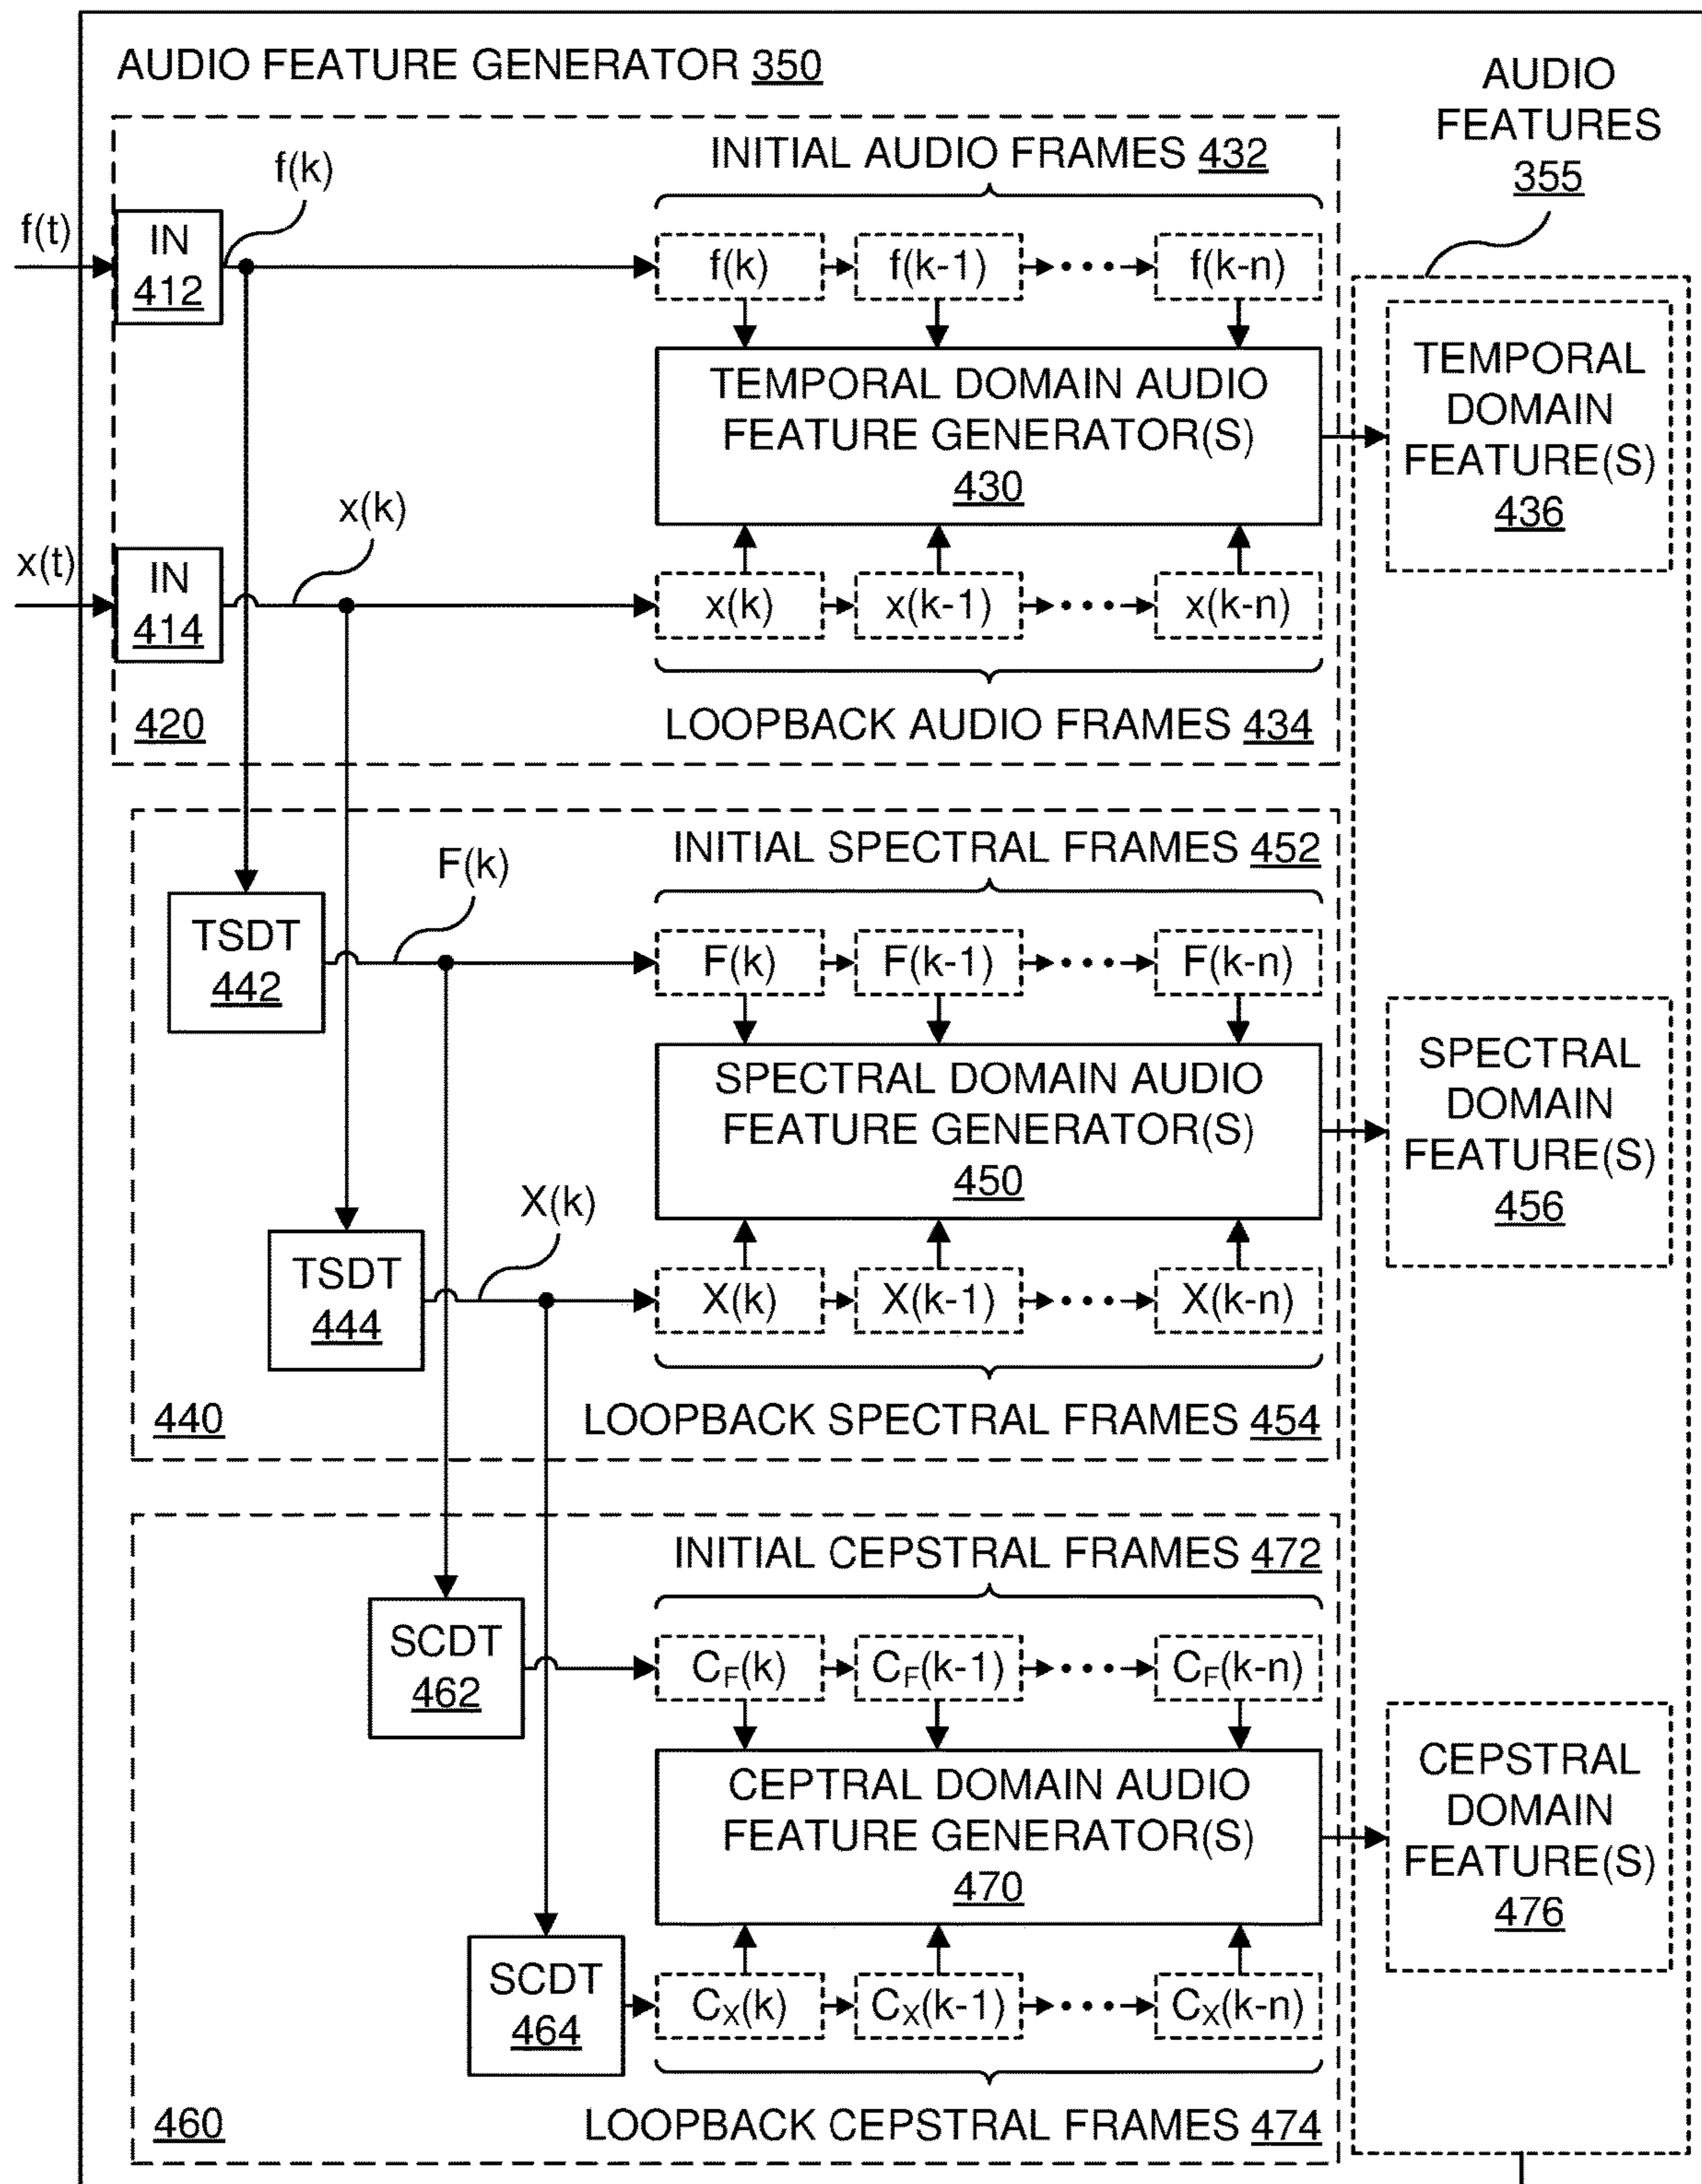 AUDIO FEATURE GENERATOR 350
AUDIO
FEATURES
355
INITIAL AUDIO FRAMES 432
f(k)
f(t)
IN
412
f(k)
f(k-1)
f(k-n)
TEMPORAL DOMAIN AUDIO
FEATURE GENERATOR(S)
430
TEMPORAL
DOMAIN
FEATURE(S)
436
x(k)
x(t)
IN
414
x(k)
x(k-1)
x(k-n)
420
LOOPBACK AUDIO FRAMES 434
INITIAL SPECTRAL FRAMES 452
F(k)
TSDT
442
F(k)
F(k-1)
F(k-n)
SPECTRAL DOMAIN AUDIO
FEATURE GENERATOR(S)
450
SPECTRAL
DOMAIN
FEATURE(S)
456
X(k)
TSDT
444
X(k)
X(k-1)
X(k-n)
440
LOOPBACK SPECTRAL FRAMES 454
INITIAL CEPSTRAL FRAMES 472
SCDT
462
CF(k)
CF(k-1)
CF(k-n)
CEPTRAL DOMAIN AUDIO
FEATURE GENERATOR(S)
470
CEPSTRAL
DOMAIN
FEATURE(S)
476
SCDT
464
CX(k)
CX(k-1)
CX(k-n)
460
LOOPBACK CEPSTRAL FRAMES 474